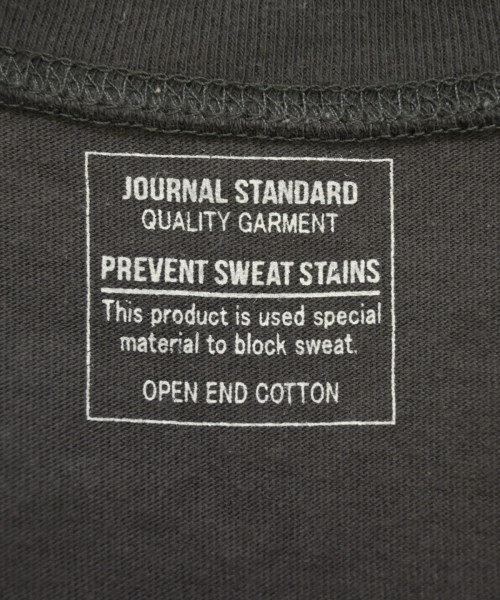 JOURNAL STANDARD
QUALITY GARMENT
PREVENT SWEAT STAINS
This product is used special
material to block sweat.
OPEN END COTTON